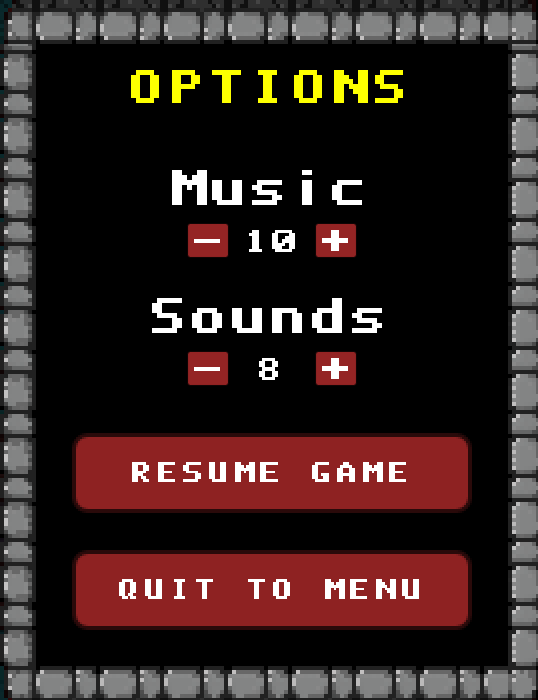 OPTIONS
Music
– 10 +
Sounds
– 8 +
RESUME GAME
QUIT TO MENU